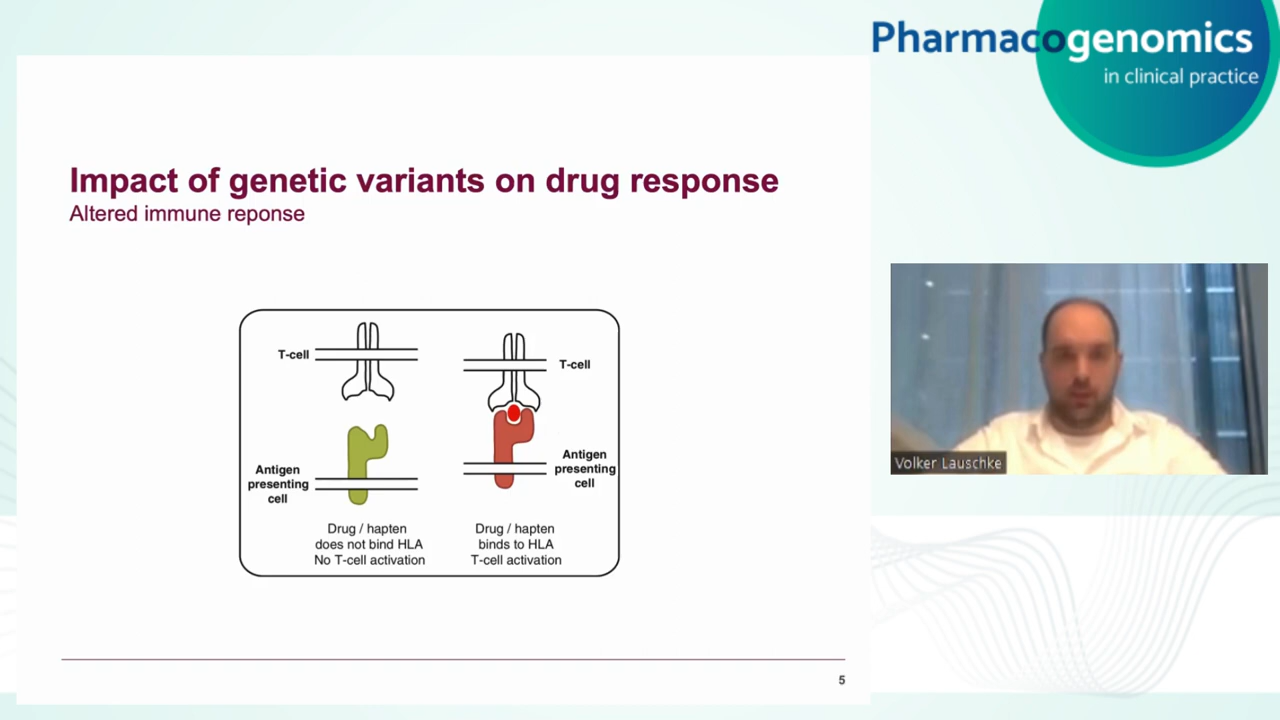 Pharmacogenomics
in clinical practice
Impact of genetic variants on drug response
Altered immune reponse
T-cell
T-cell
Antigen
presenting
cell
Antigen
presenting
cell
Drug / hapten
does not bind HLA
No T-cell activation
Drug / hapten
binds to HLA
T-cell activation
Volker Lauschke
5